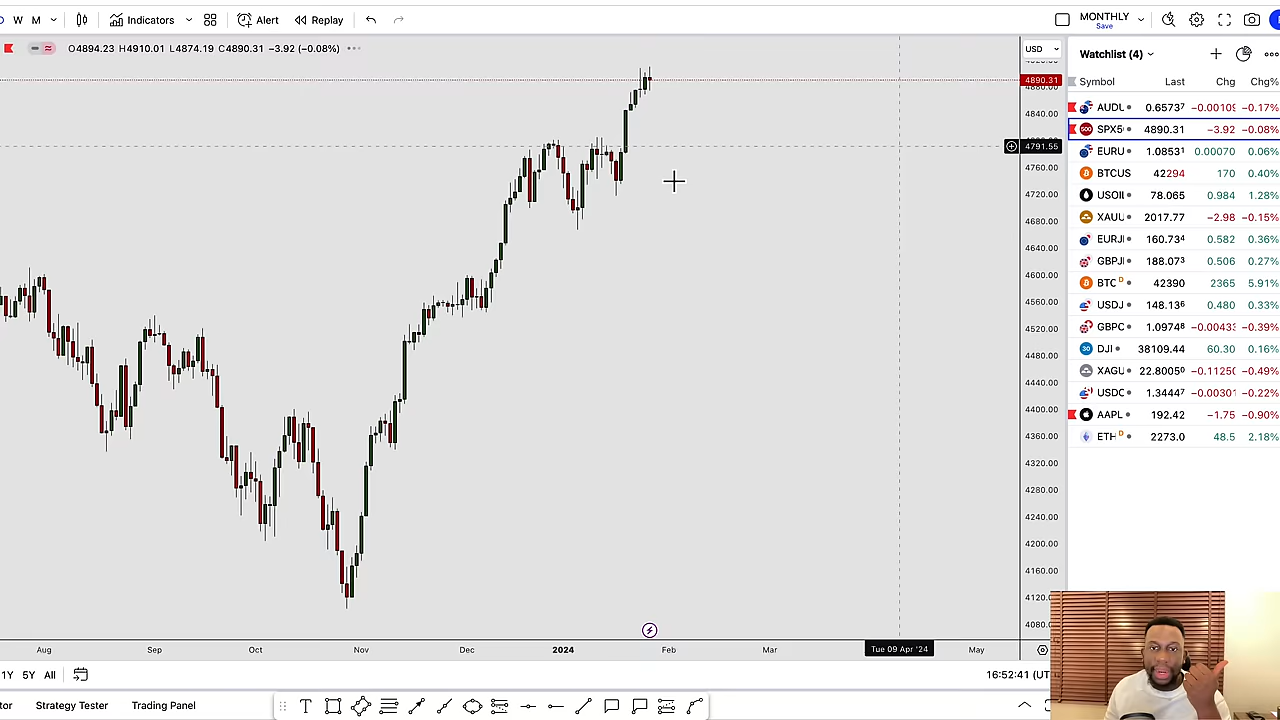 W M Indicators Alert Replay MONTHLY
Save
O4894.23 H4910.01 L4874.19 C4890.31 −3.92 (−0.08%)
USD
4890.31
4880.00
4840.00
4791.55
4760.00
4720.00
4680.00
4640.00
4600.00
4560.00
4520.00
4480.00
4440.00
4400.00
4360.00
4320.00
4280.00
4240.00
4200.00
4160.00
4120.
4080.
Aug Sep Oct Nov Dec 2024 Feb Mar Tue 09 Apr '24 May
1Y 5Y All
16:52:41 (UT
tor Strategy Tester Trading Panel
Watchlist (4)
Symbol Last Chg Chg%
AUDU 0.65737 −0.00109 −0.17%
SPX5 4890.31 −3.92 −0.08%
EURU 1.08531 0.00070 0.06%
BTCUS 42294 170 0.40%
USOIL 78.065 0.984 1.28%
XAUU 2017.77 −2.98 −0.15%
EURJI 160.734 0.582 0.36%
GBPJI 188.073 0.506 0.27%
BTC D 42390 2365 5.91%
USDJ 148.136 0.480 0.33%
GBPC 1.09748 −0.00433 −0.39%
30 DJI 38109.44 60.30 0.16%
XAGU 22.80050 −0.1125 −0.49%
USDC 1.34447 −0.00301 −0.22%
AAPL 192.42 −1.75 −0.90%
ETH D 2273.0 48.5 2.18%